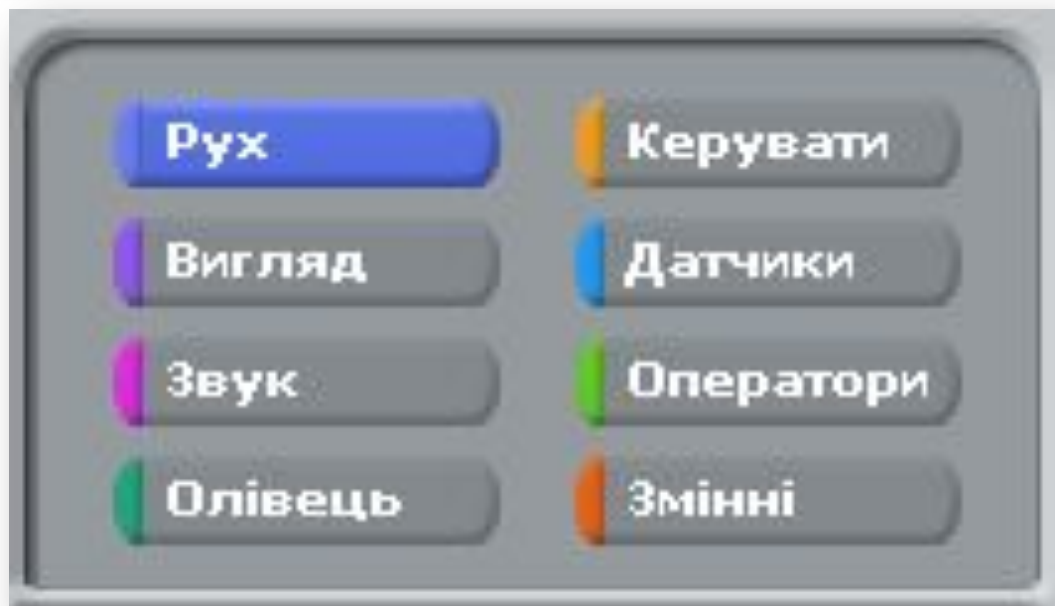 Рух
Керувати
Вигляд
Датчики
Звук
Оператори
Олівець
Змінні